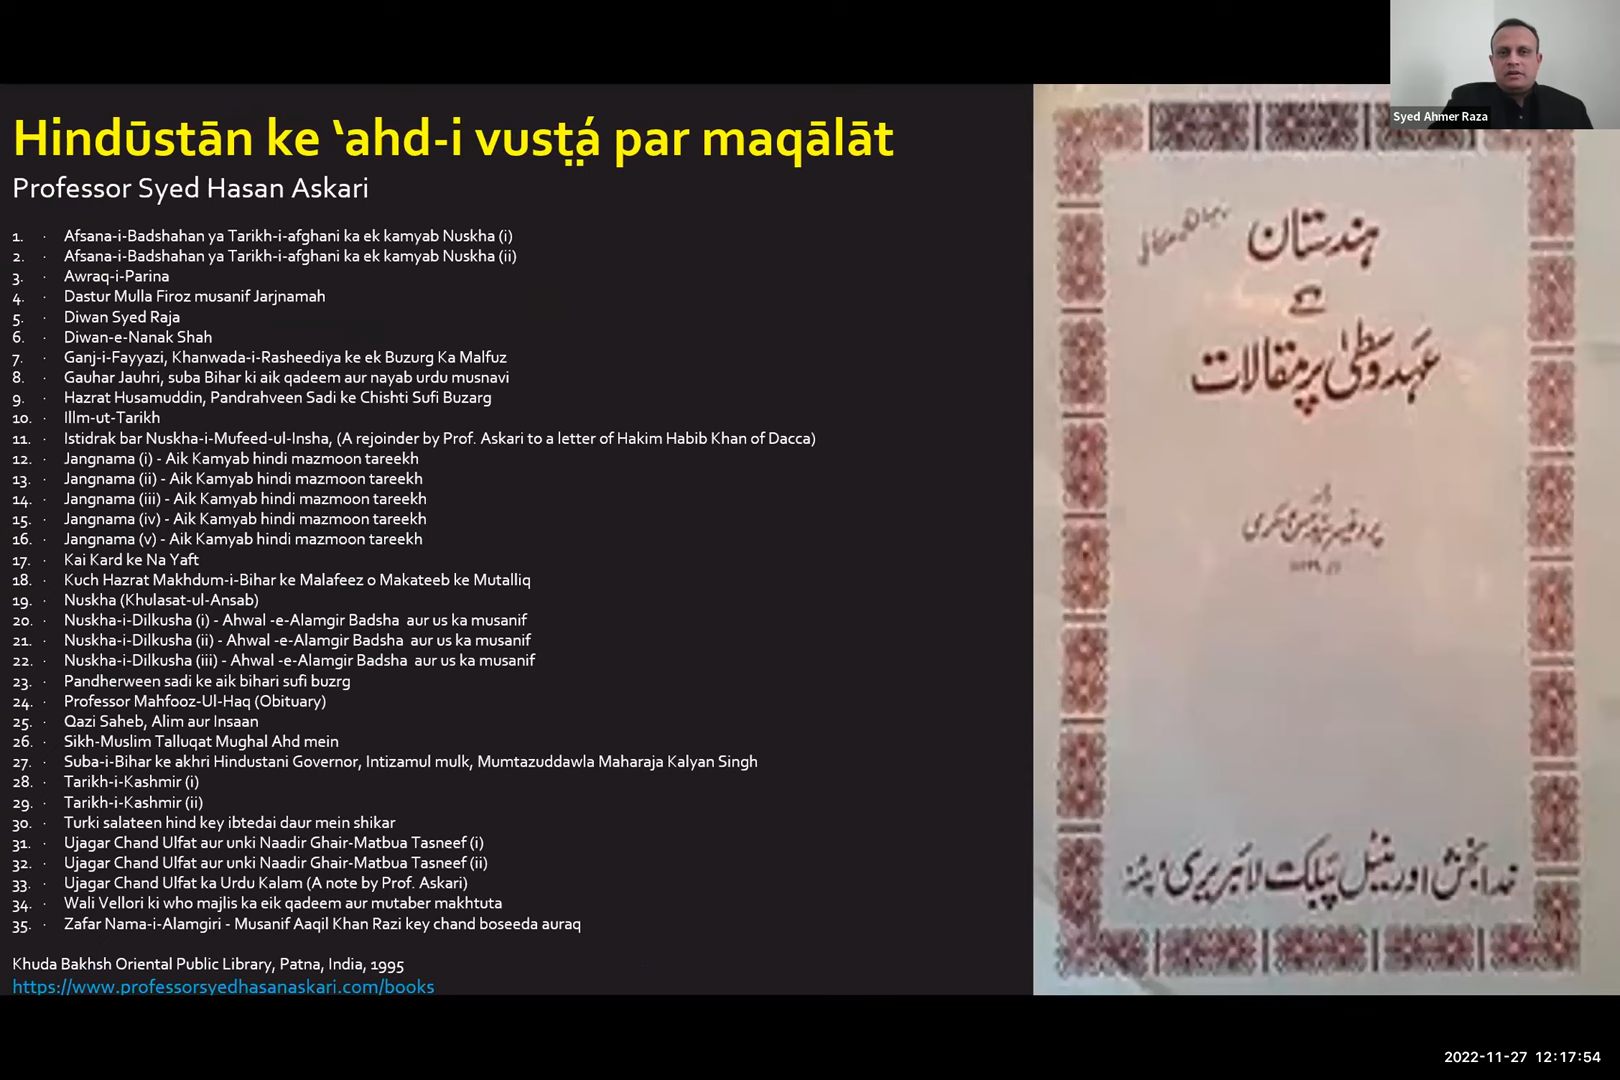 Syed Ahmer Raza
Hindūstān ke ʻahd-i vust̤á par maqālāt
Professor Syed Hasan Askari
1. · Afsana-i-Badshahan ya Tarikh-i-afghani ka ek kamyab Nuskha (i)
2. · Afsana-i-Badshahan ya Tarikh-i-afghani ka ek kamyab Nuskha (ii)
3. · Awraq-i-Parina
4. · Dastur Mulla Firoz musanif Jarjnamah
5. · Diwan Syed Raja
6. · Diwan-e-Nanak Shah
7. · Ganj-i-Fayyazi, Khanwada-i-Rasheediya ke ek Buzurg Ka Malfuz
8. · Gauhar Jauhri, suba Bihar ki aik qadeem aur nayab urdu musnavi
9. · Hazrat Husamuddin, Pandrahveen Sadi ke Chishti Sufi Buzarg
10. · Illm-ut-Tarikh
11. · Istidrak bar Nuskha-i-Mufeed-ul-Insha, (A rejoinder by Prof. Askari to a letter of Hakim Habib Khan of Dacca)
12. · Jangnama (i) - Aik Kamyab hindi mazmoon tareekh
13. · Jangnama (ii) - Aik Kamyab hindi mazmoon tareekh
14. · Jangnama (iii) - Aik Kamyab hindi mazmoon tareekh
15. · Jangnama (iv) - Aik Kamyab hindi mazmoon tareekh
16. · Jangnama (v) - Aik Kamyab hindi mazmoon tareekh
17. · Kai Kard ke Na Yaft
18. · Kuch Hazrat Makhdum-i-Bihar ke Malafeez o Makateeb ke Mutalliq
19. · Nuskha (Khulasat-ul-Ansab)
20. · Nuskha-i-Dilkusha (i) - Ahwal -e-Alamgir Badsha aur us ka musanif
21. · Nuskha-i-Dilkusha (ii) - Ahwal -e-Alamgir Badsha aur us ka musanif
22. · Nuskha-i-Dilkusha (iii) - Ahwal -e-Alamgir Badsha aur us ka musanif
23. · Pandherween sadi ke aik bihari sufi buzrg
24. · Professor Mahfooz-Ul-Haq (Obituary)
25. · Qazi Saheb, Alim aur Insaan
26. · Sikh-Muslim Talluqat Mughal Ahd mein
27. · Suba-i-Bihar ke akhri Hindustani Governor, Intizamul mulk, Mumtazuddawla Maharaja Kalyan Singh
28. · Tarikh-i-Kashmir (i)
29. · Tarikh-i-Kashmir (ii)
30. · Turki salateen hind key ibtedai daur mein shikar
31. · Ujagar Chand Ulfat aur unki Naadir Ghair-Matbua Tasneef (i)
32. · Ujagar Chand Ulfat aur unki Naadir Ghair-Matbua Tasneef (ii)
33. · Ujagar Chand Ulfat ka Urdu Kalam (A note by Prof. Askari)
34. · Wali Vellori ki who majlis ka eik qadeem aur mutaber makhtuta
35. · Zafar Nama-i-Alamgiri - Musanif Aaqil Khan Razi key chand boseeda auraq
Khuda Bakhsh Oriental Public Library, Patna, India, 1995
https://www.professorsyedhasanaskari.com/books
ہندستان
کے
عہد وسطیٰ پر مقالات
از
پروفیسر سید حسن عسکری
خدا بخش اورینٹل پبلک لائبریری، پٹنہ
2022-11-27 12:17:54